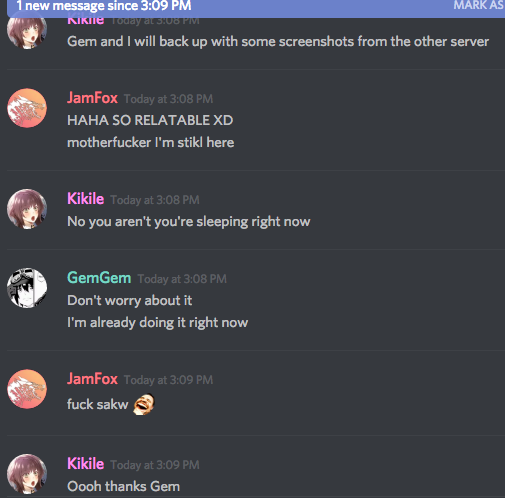 1 new message since 3:09 PM MARK AS
Kikile Today at 3:08 PM
Gem and I will back up with some screenshots from the other server
JamFox Today at 3:08 PM
HAHA SO RELATABLE XD
motherfucker I'm stikl here
Kikile Today at 3:08 PM
No you aren't you're sleeping right now
GemGem Today at 3:08 PM
Don't worry about it
I'm already doing it right now
JamFox Today at 3:09 PM
fuck sakw
Kikile Today at 3:09 PM
Oooh thanks Gem